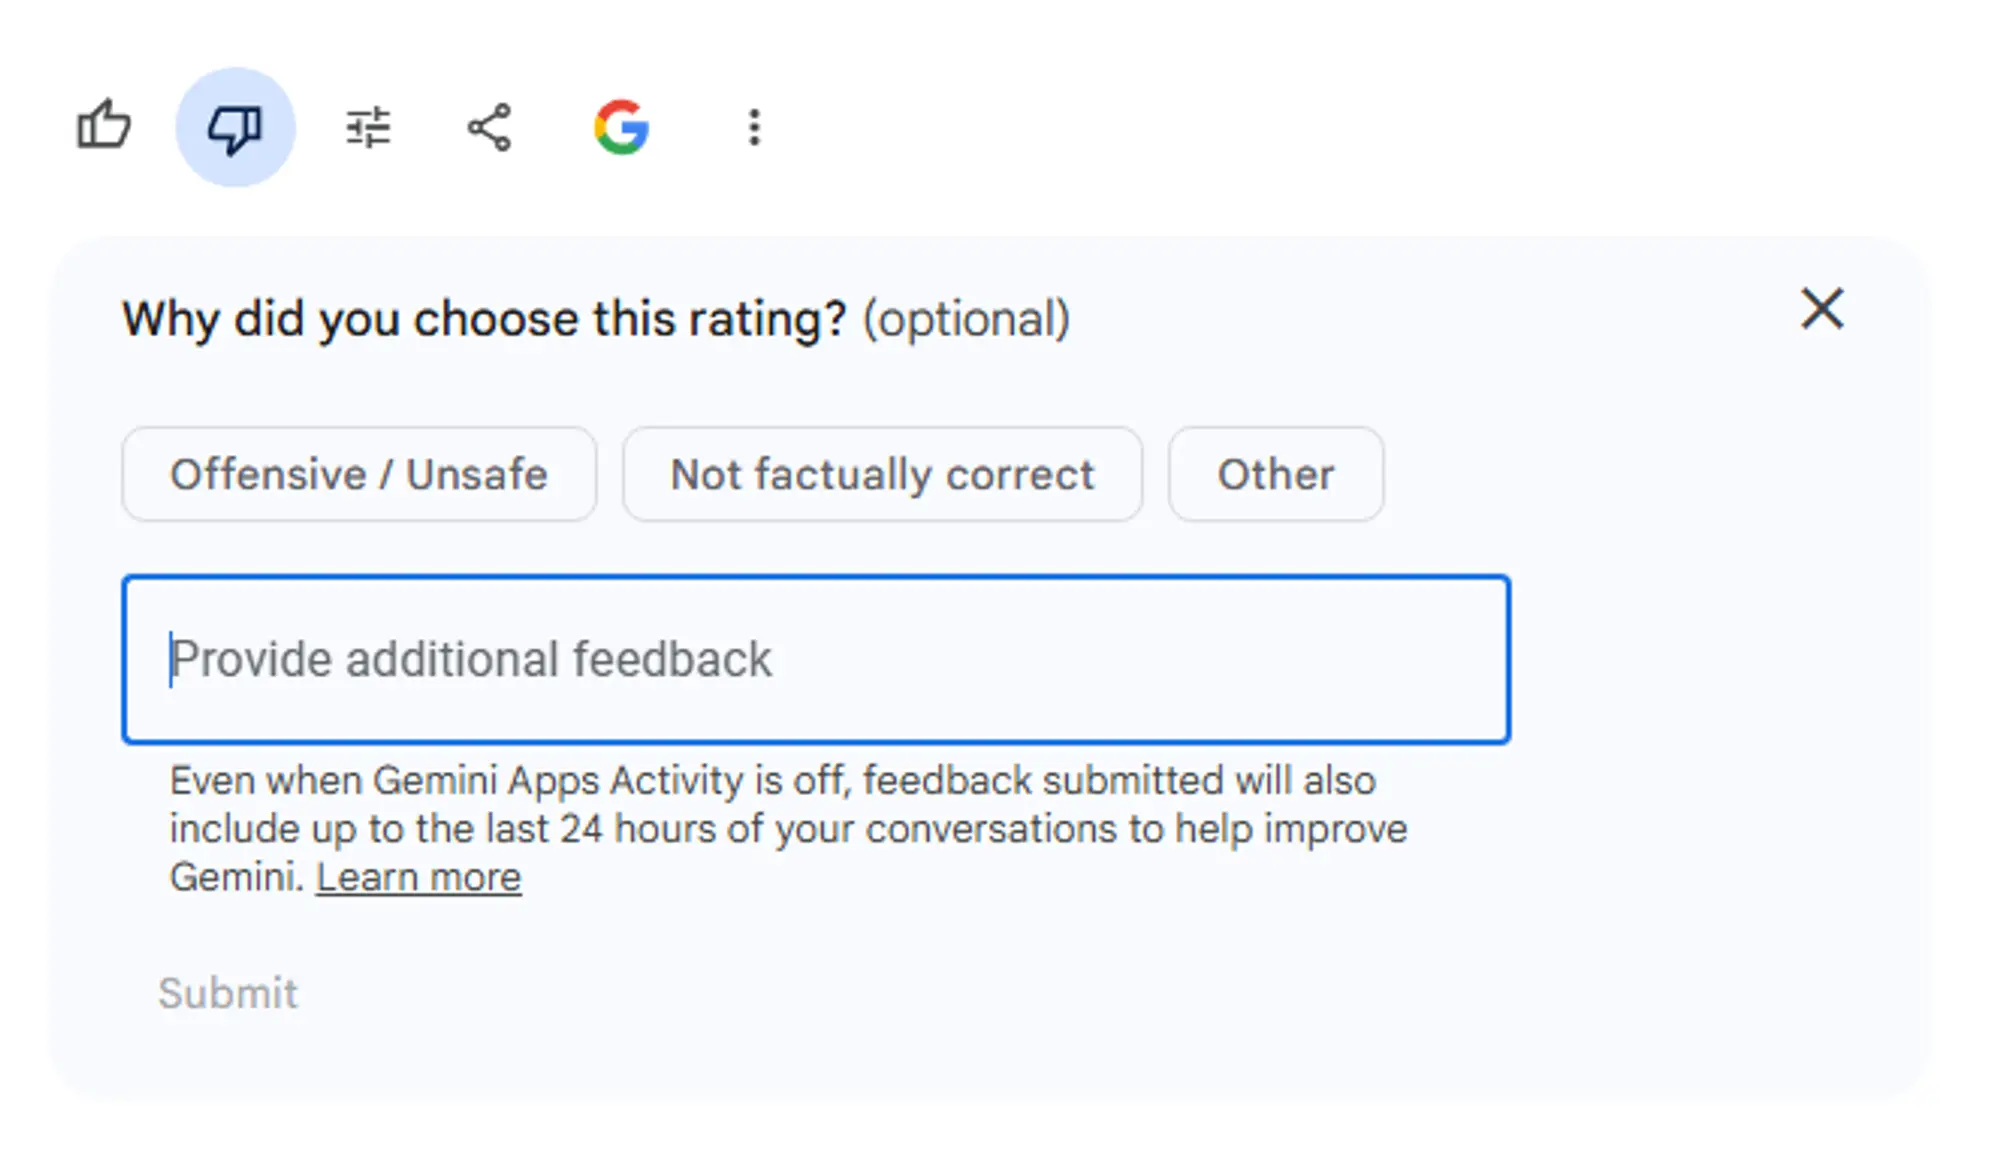 Why did you choose this rating? (optional)
Offensive / Unsafe
Not factually correct
Other
Provide additional feedback
Even when Gemini Apps Activity is off, feedback submitted will also
include up to the last 24 hours of your conversations to help improve
Gemini. Learn more
Submit